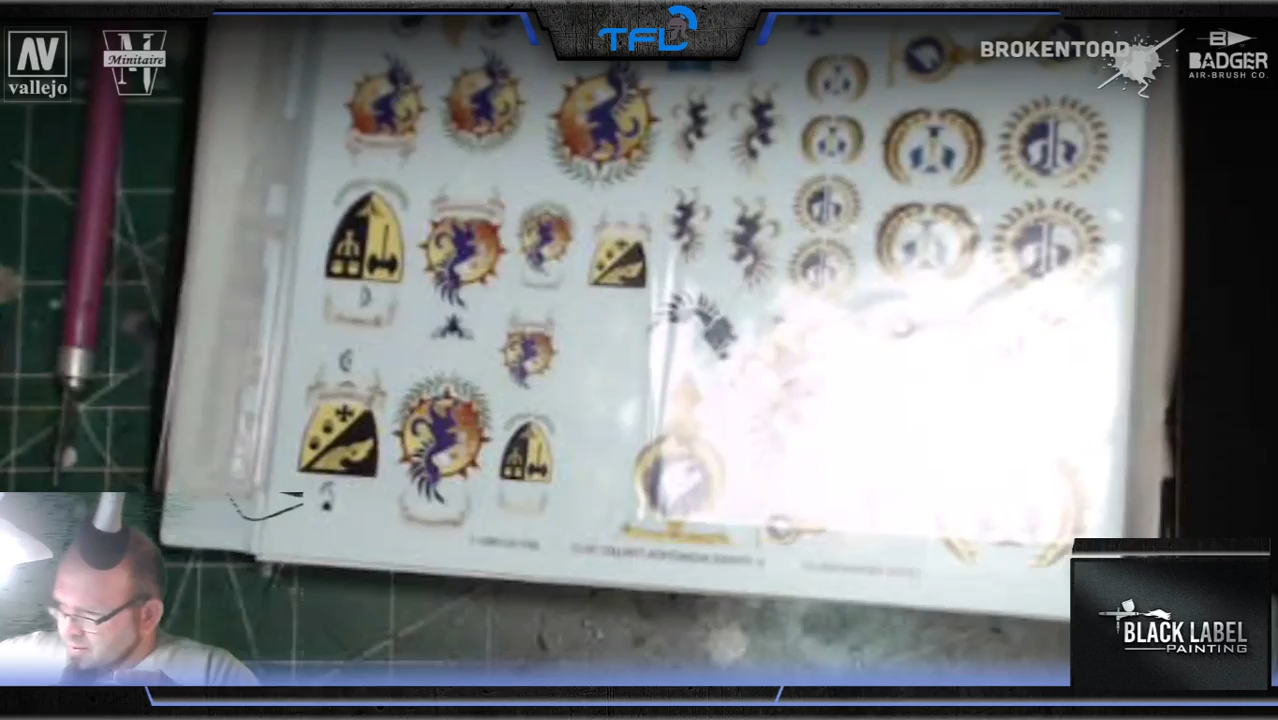 AV
vallejo
N
Minitaire
TFL
BROKENTOAD
B
BADGER
AIR-BRUSH CO.
BLACK LABEL
PAINTING